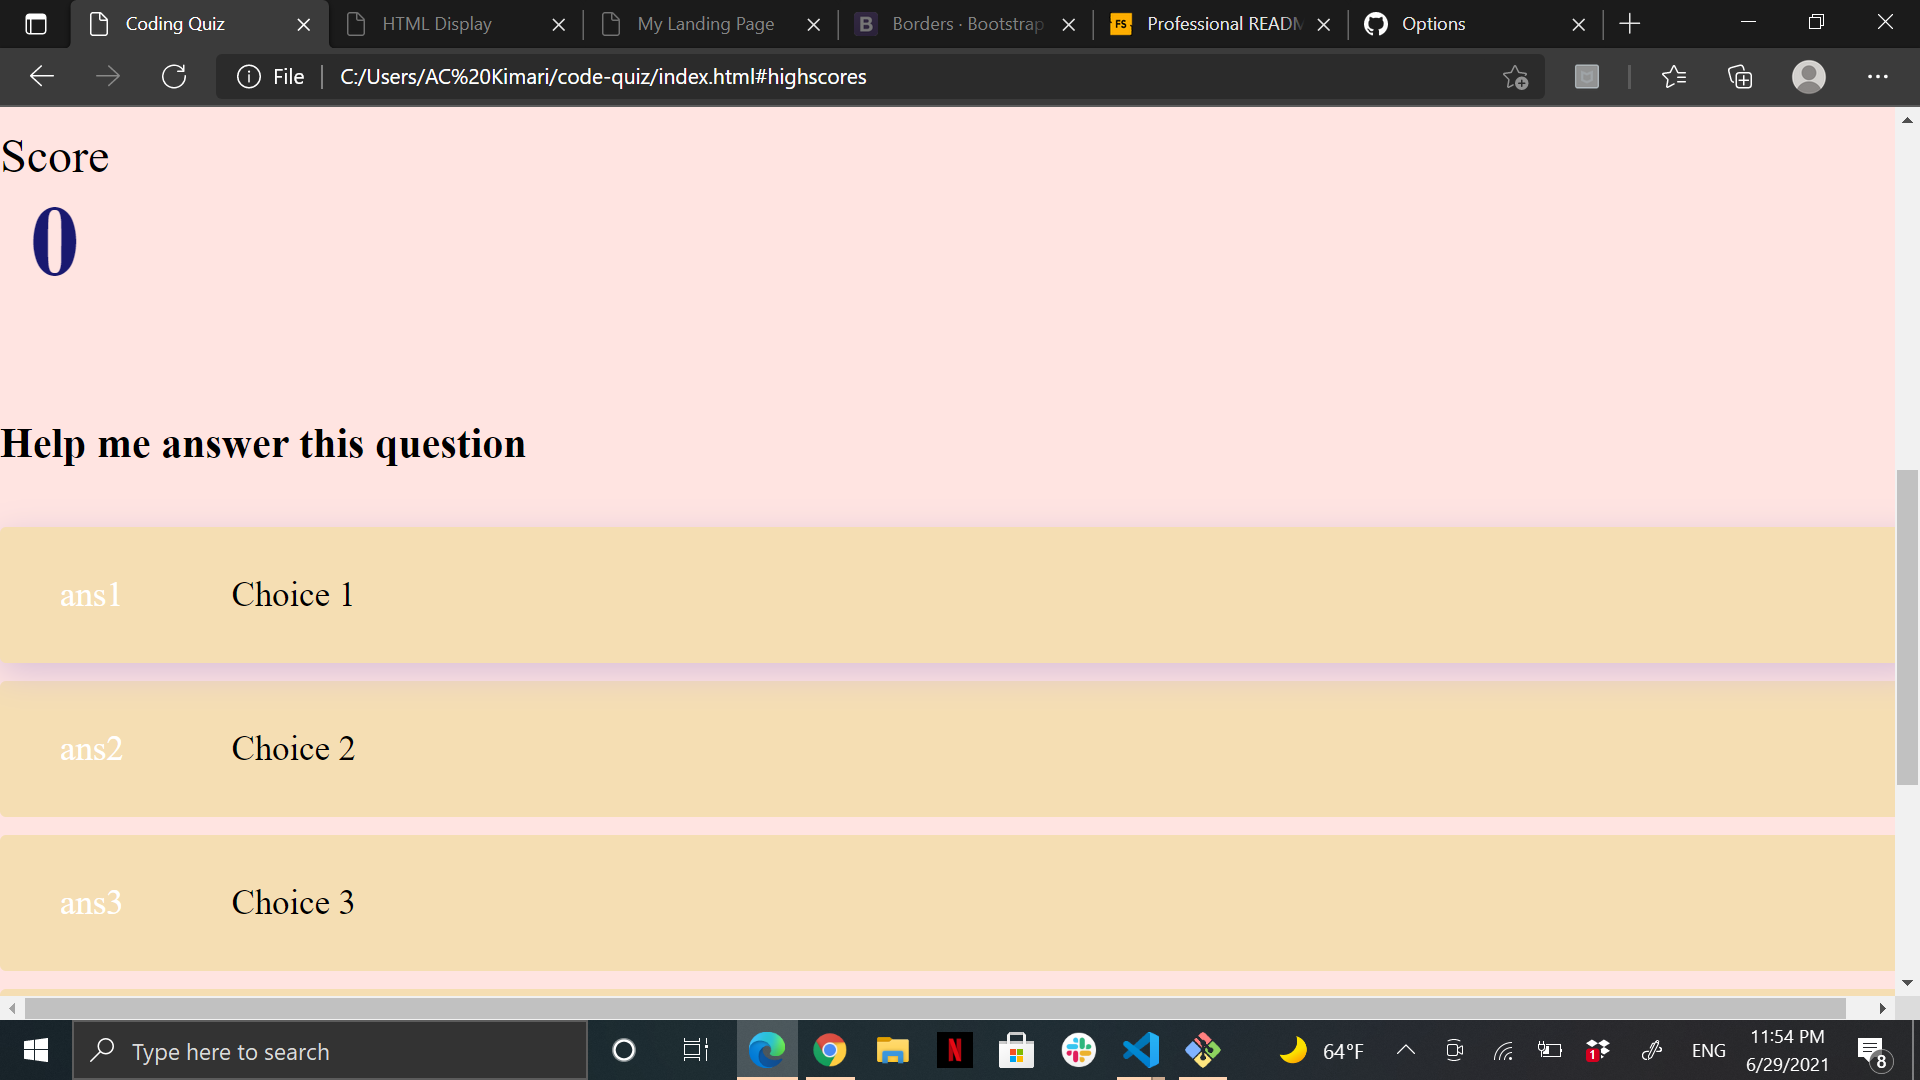 Coding Quiz
HTML Display
My Landing Page
B Borders · Bootstrap
FS Professional READM
Options
File C:/Users/AC%20Kimari/code-quiz/index.html#highscores
Score
0
Help me answer this question
ans1 Choice 1
ans2 Choice 2
ans3 Choice 3
Type here to search
N
64°F
1
ENG
11:54 PM
6/29/2021
8